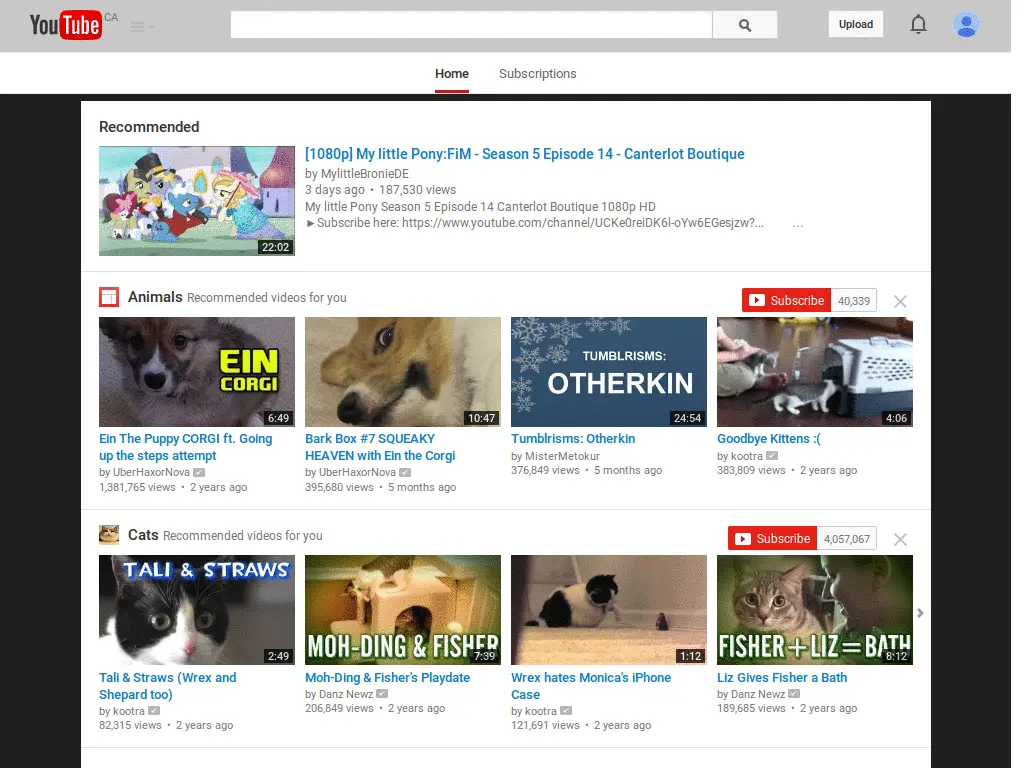 YouTube CA
Upload
Home Subscriptions
Recommended
22:02
[1080p] My little Pony:FiM - Season 5 Episode 14 - Canterlot Boutique
by MylittleBronieDE
3 days ago • 187,530 views
My little Pony Season 5 Episode 14 Canterlot Boutique 1080p HD
►Subscribe here: https://www.youtube.com/channel/UCKe0reiDK6l-oYw6EGesjzw?... ...
Animals Recommended videos for you
Subscribe 40,339
EIN
CORGI
6:49
10:47
TUMBLRISMS:
OTHERKIN
24:54
4:06
Ein The Puppy CORGI ft. Going
up the steps attempt
by UberHaxorNova
1,381,765 views • 2 years ago
Bark Box #7 SQUEAKY
HEAVEN with Ein the Corgi
by UberHaxorNova
395,680 views • 5 months ago
Tumblrisms: Otherkin
by MisterMetokur
376,849 views • 5 months ago
Goodbye Kittens :(
by kootra
383,809 views • 2 years ago
Cats Recommended videos for you
Subscribe 4,057,067
TALI & STRAWS
2:49
MOH-DING & FISHER
7:39
1:12
FISHER+LIZ=BATH
8:12
Tali & Straws (Wrex and
Shepard too)
by kootra
82,315 views • 2 years ago
Moh-Ding & Fisher's Playdate
by Danz Newz
206,849 views • 2 years ago
Wrex hates Monica's iPhone
Case
by kootra
121,691 views • 2 years ago
Liz Gives Fisher a Bath
by Danz Newz
189,685 views • 2 years ago